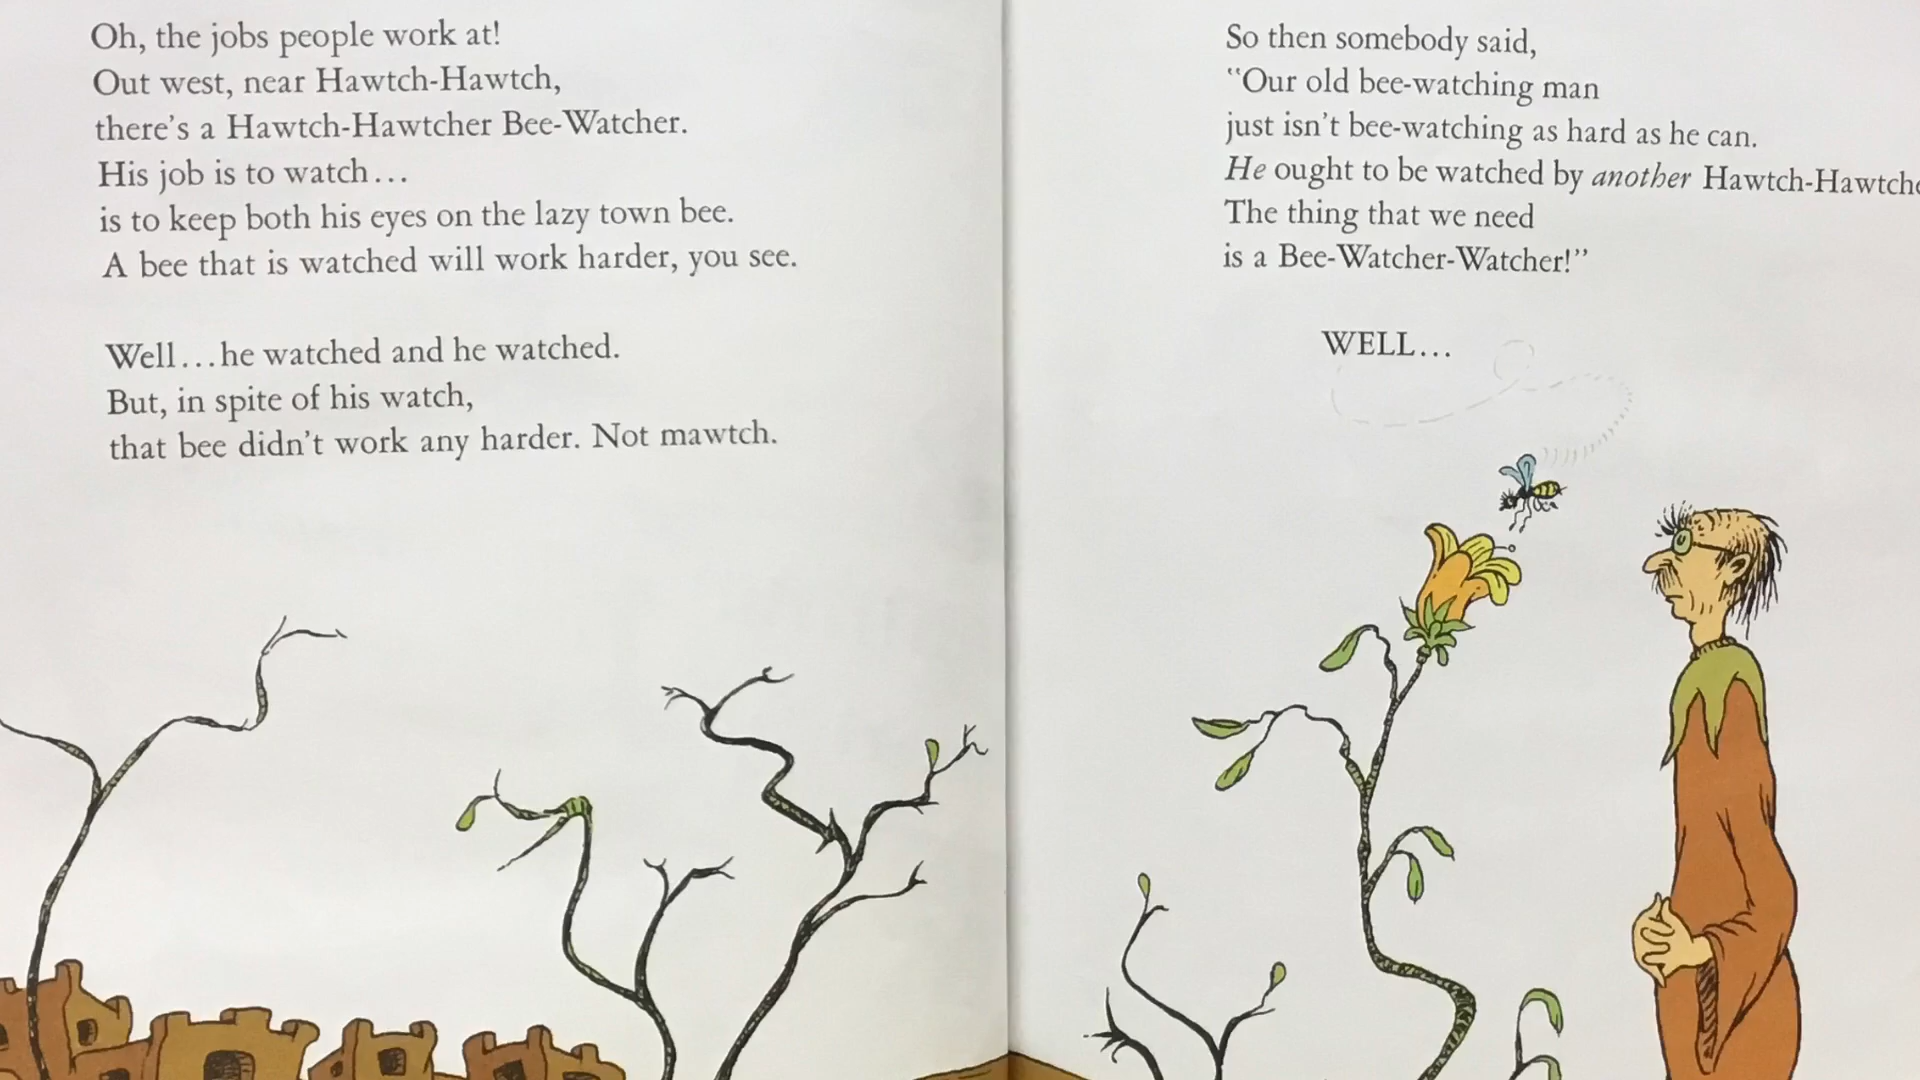 Oh, the jobs people work at!
Out west, near Hawtch-Hawtch,
there's a Hawtch-Hawtcher Bee-Watcher.
His job is to watch...
is to keep both his eyes on the lazy town bee.
A bee that is watched will work harder, you see.
Well...he watched and he watched.
But, in spite of his watch,
that bee didn't work any harder. Not mawtch.
So then somebody said,
"Our old bee-watching man
just isn't bee-watching as hard as he can.
He ought to be watched by another
The thing that we need
is a Bee-Watcher-Watcher!"
WELL...